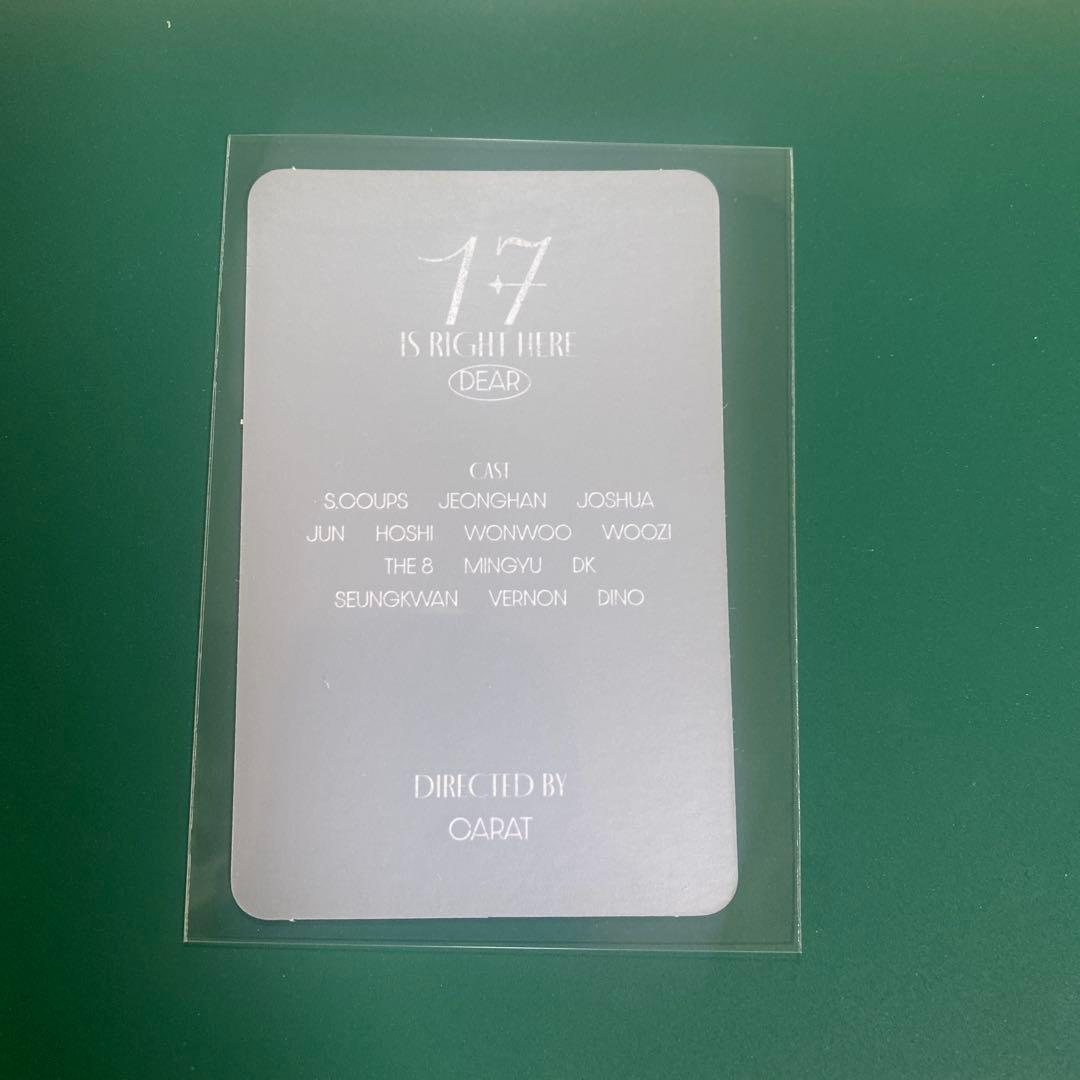 17
IS RIGHT HERE
DEAR
CAST
S.COUPS JEONGHAN JOSHUA
JUN HOSHI WONWOO WOOZI
THE 8 MINGYU DK
SEUNGKWAN VERNON DINO
DIRECTED BY
CARAT